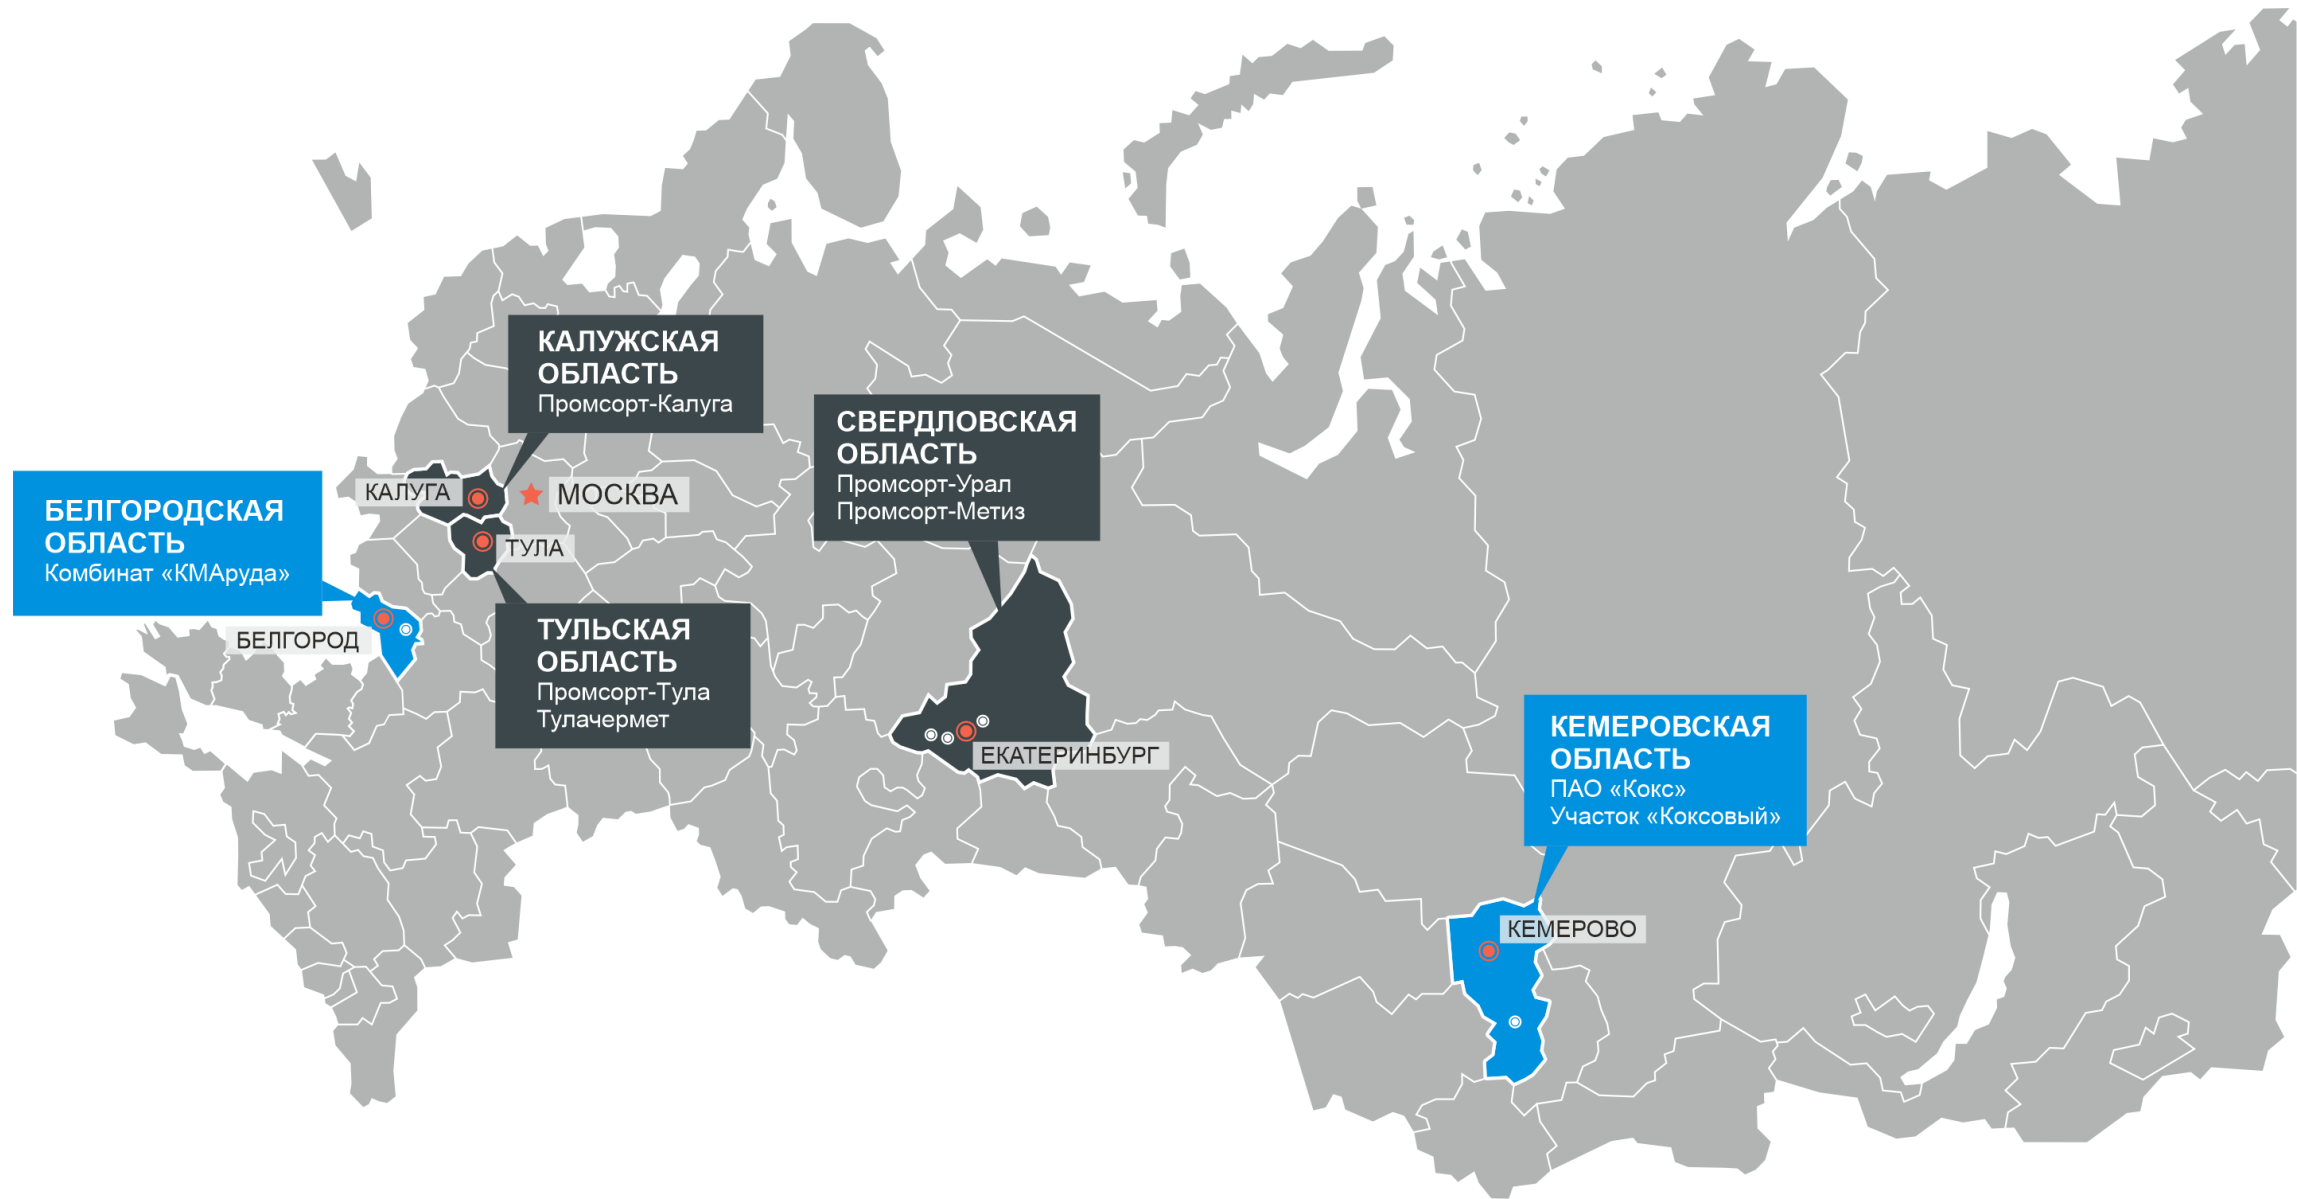 КАЛУЖСКАЯ
ОБЛАСТЬ
Промсорт-Калуга
СВЕРДЛОВСКАЯ
ОБЛАСТЬ
Промсорт-Урал
Промсорт-Метиз
КАЛУГА
МОСКВА
БЕЛГОРОДСКАЯ
ОБЛАСТЬ
Комбинат «КМАруда»
ТУЛА
БЕЛГОРОД
ТУЛЬСКАЯ
ОБЛАСТЬ
Промсорт-Тула
Тулачермет
ЕКАТЕРИНБУРГ
КЕМЕРОВСКАЯ
ОБЛАСТЬ
ПАО «Кокс»
Участок «Коксовый»
КЕМЕРОВО